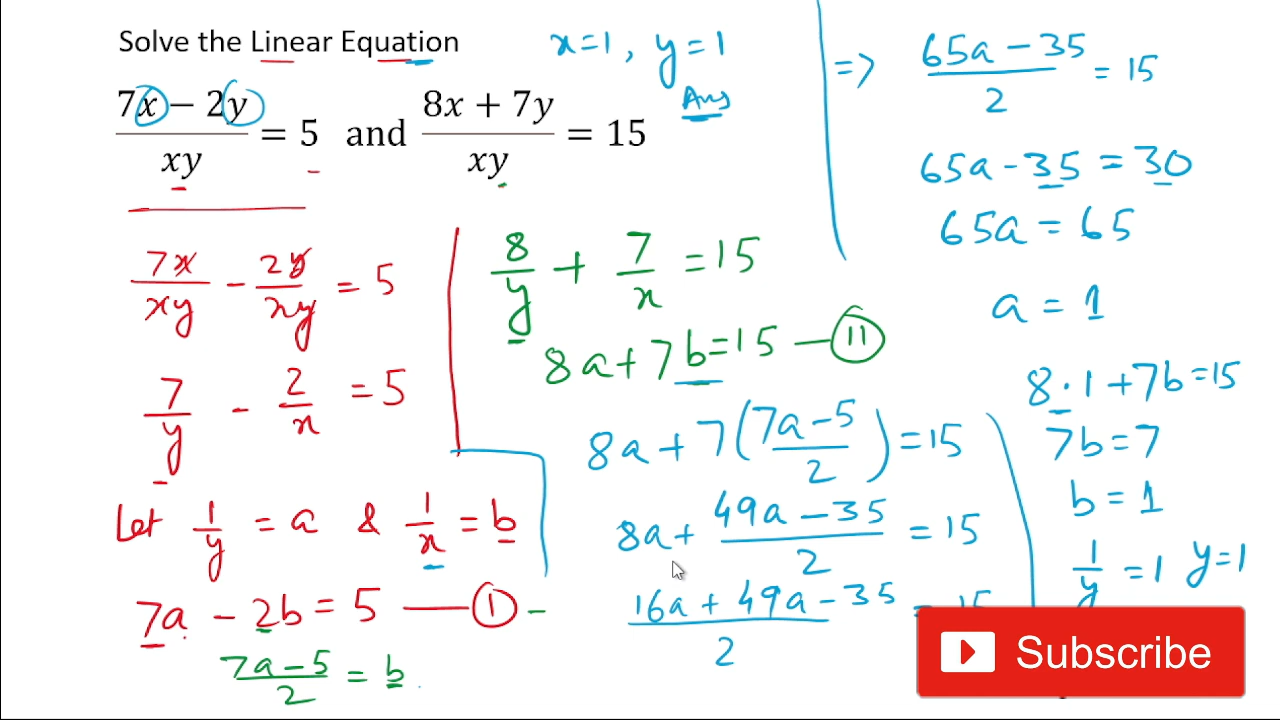 Solve the Linear Equation
x=1, y=1
Ans
7x − 2y / xy = 5 and 8x + 7y / xy = 15
7x/xy - 2y/xy = 5
7/y - 2/x = 5
Let 1/y = a & 1/x = b
7a - 2b = 5 — ①
7a-5/2 = b
8/y + 7/x = 15
8a+7b=15 — ⑪
8a+7(7a-5/2)=15
8a+ 49a-35/2 = 15
16a+49a-35/2 = 15
=> 65a-35/2 = 15
65a-35 = 30
65a = 65
a = 1
8·1+7b=15
7b=7
b=1
1/y = 1 y=1
Subscribe